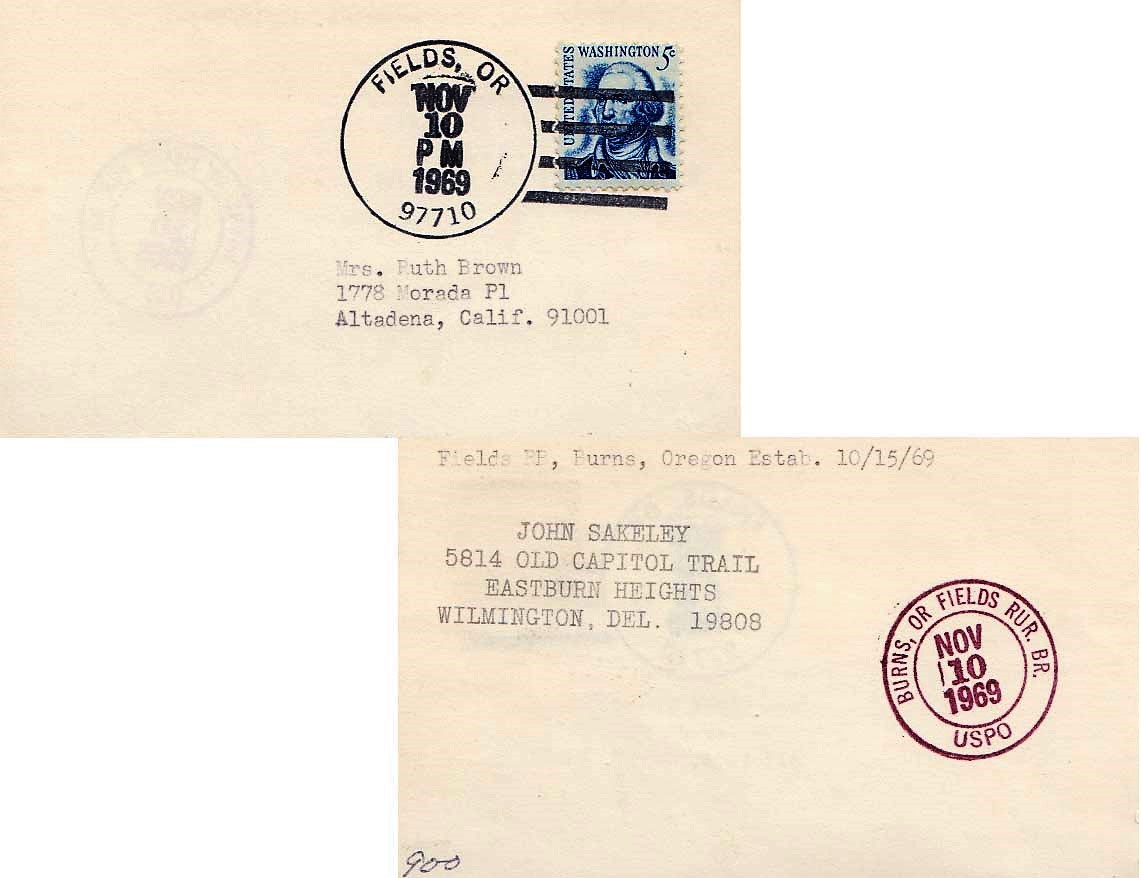 FIELDS, OR
NOV
10
PM
1969
97710
UNITED STATES
WASHINGTON 5c
Mrs. Ruth Brown
1778 Morada Pl
Altadena, Calif. 91001
Fields RB, Burns, Oregon Estab. 10/15/69
JOHN SAKELEY
5814 OLD CAPITOL TRAIL
EASTBURN HEIGHTS
WILMINGTON, DEL. 19808
BURNS, OR FIELDS RUR. BR.
NOV
10
1969
USPO
900